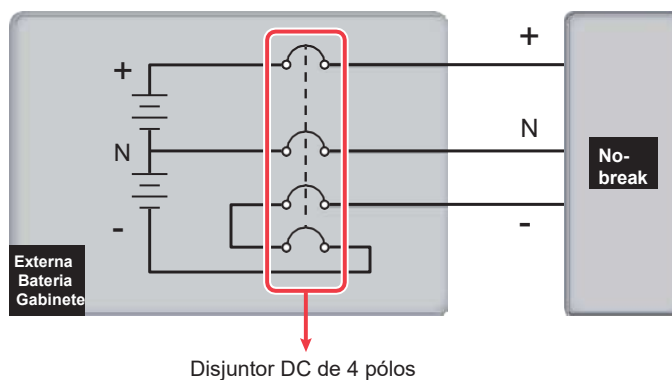 +
+
N
N
-
-
No-
break
Externa
Bateria
Gabinete
Disjuntor DC de 4 pólos